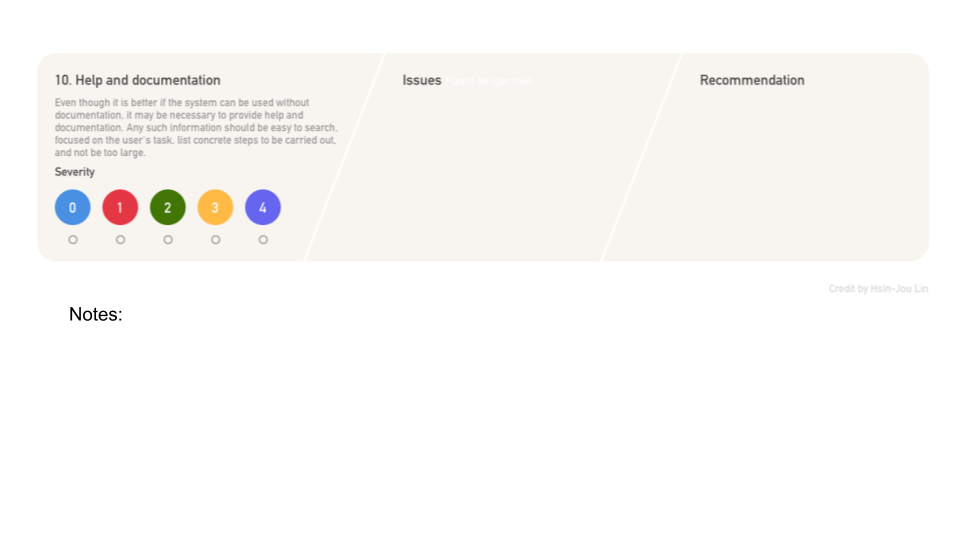 10. Help and documentation
Even though it is better if the system can be used without
documentation, it may be necessary to provide help and
documentation. Any such information should be easy to search,
focused on the user's task, list concrete steps to be carried out,
and not be too large.
Severity
0 1 2 3 4
Issues
Recommendation
Credit by Hsin-Jou Lin
Notes: